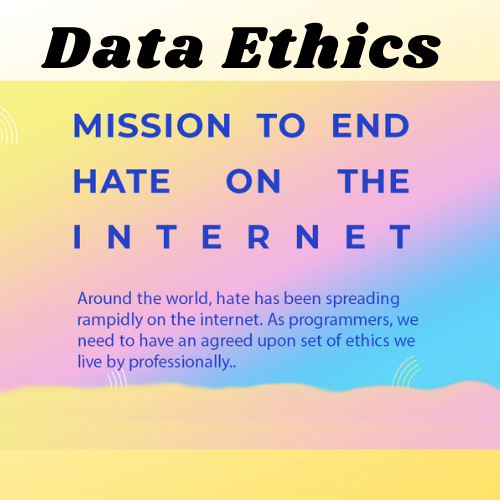 Data Ethics
MISSION TO END
HATE ON THE
INTERNET
Around the world, hate has been spreading
rampidly on the internet. As programmers, we
need to have an agreed upon set of ethics we
live by professionally..